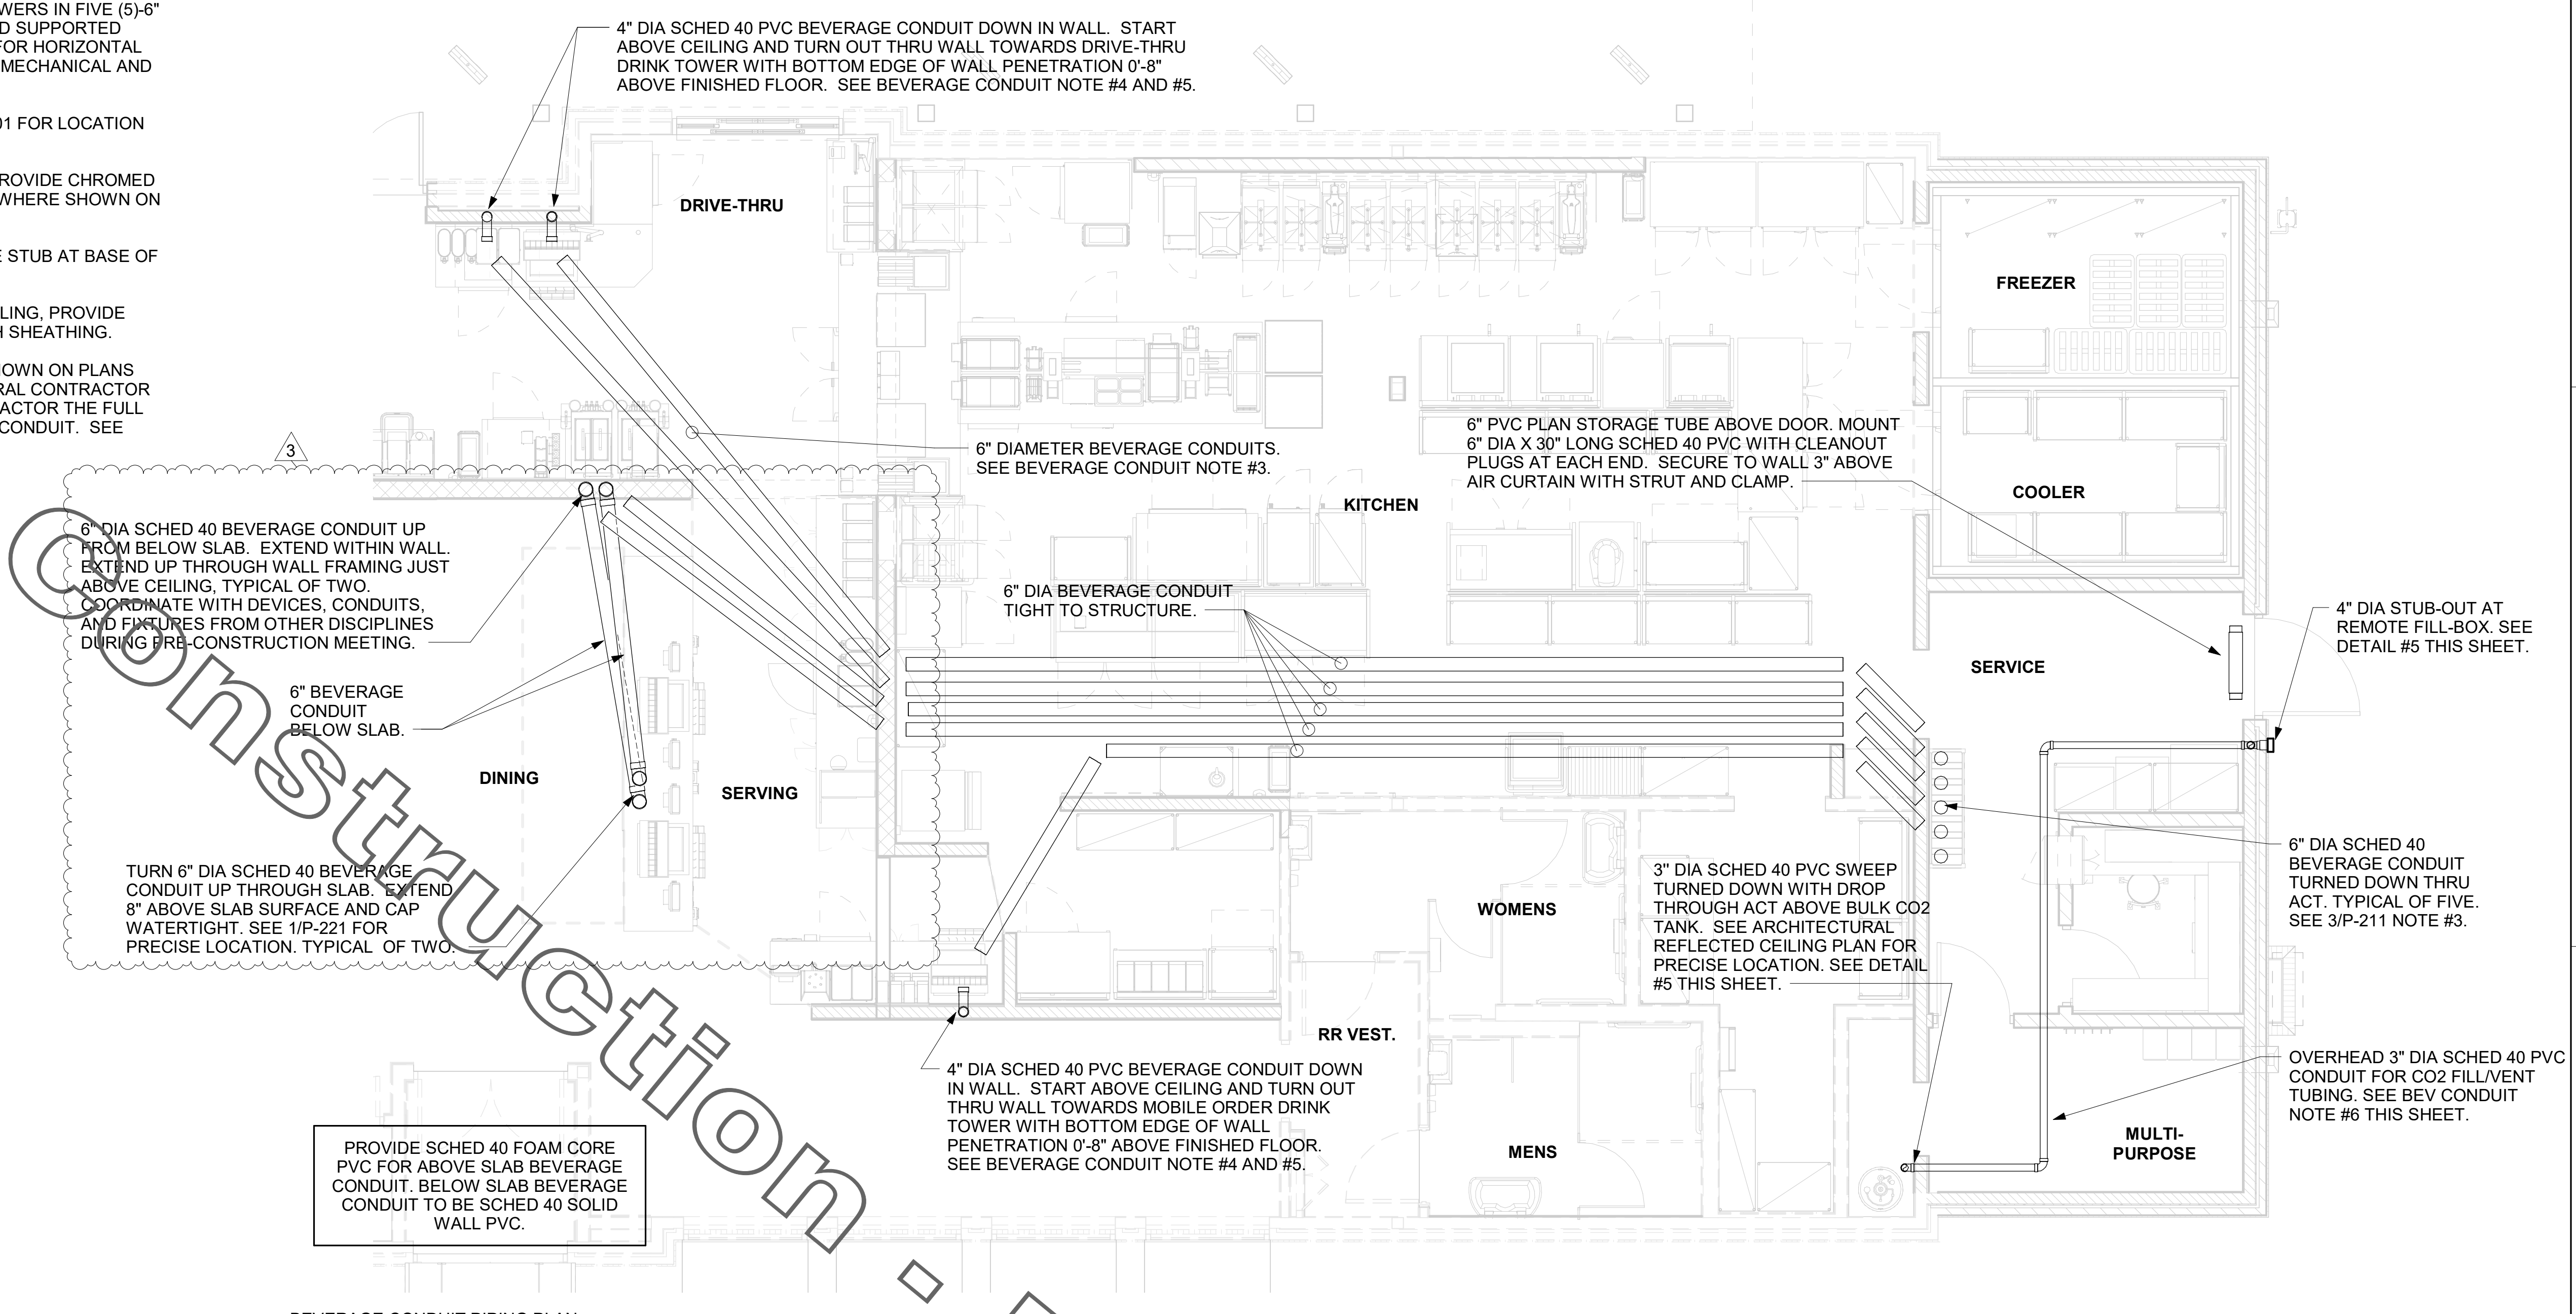 WERS IN FIVE (5)-6"
D SUPPORTED
FOR HORIZONTAL
MECHANICAL AND
01 FOR LOCATION
ROVIDE CHROMED
WHERE SHOWN ON
E STUB AT BASE OF
LING, PROVIDE
H SHEATHING.
HOWN ON PLANS
RAL CONTRACTOR
ACTOR THE FULL
CONDUIT. SEE
4" DIA SCHED 40 PVC BEVERAGE CONDUIT DOWN IN WALL. START
ABOVE CEILING AND TURN OUT THRU WALL TOWARDS DRIVE-THRU
DRINK TOWER WITH BOTTOM EDGE OF WALL PENETRATION 0'-8"
ABOVE FINISHED FLOOR. SEE BEVERAGE CONDUIT NOTE #4 AND #5.
DRIVE-THRU
FREEZER
3
6" DIAMETER BEVERAGE CONDUITS.
SEE BEVERAGE CONDUIT NOTE #3.
6" PVC PLAN STORAGE TUBE ABOVE DOOR. MOUNT
6" DIA X 30" LONG SCHED 40 PVC WITH CLEANOUT
PLUGS AT EACH END. SECURE TO WALL 3" ABOVE
AIR CURTAIN WITH STRUT AND CLAMP.
KITCHEN
COOLER
6" DIA SCHED 40 BEVERAGE CONDUIT UP
FROM BELOW SLAB. EXTEND WITHIN WALL.
EXTEND UP THROUGH WALL FRAMING JUST
ABOVE CEILING, TYPICAL OF TWO.
COORDINATE WITH DEVICES, CONDUITS,
AND FIXTURES FROM OTHER DISCIPLINES
DURING PRE-CONSTRUCTION MEETING.
6" DIA BEVERAGE CONDUIT
TIGHT TO STRUCTURE.
4" DIA STUB-OUT AT
REMOTE FILL-BOX. SEE
DETAIL #5 THIS SHEET.
SERVICE
6" BEVERAGE
CONDUIT
BELOW SLAB.
DINING
SERVING
TURN 6" DIA SCHED 40 BEVERAGE
CONDUIT UP THROUGH SLAB. EXTEND
8" ABOVE SLAB SURFACE AND CAP
WATERTIGHT. SEE 1/P-221 FOR
PRECISE LOCATION. TYPICAL OF TWO.
WOMENS
3" DIA SCHED 40 PVC SWEEP
TURNED DOWN WITH DROP
THROUGH ACT ABOVE BULK CO2
TANK. SEE ARCHITECTURAL
REFLECTED CEILING PLAN FOR
PRECISE LOCATION. SEE DETAIL
#5 THIS SHEET.
6" DIA SCHED 40
BEVERAGE CONDUIT
TURNED DOWN THRU
ACT. TYPICAL OF FIVE.
SEE 3/P-211 NOTE #3.
RR VEST.
4" DIA SCHED 40 PVC BEVERAGE CONDUIT DOWN
IN WALL. START ABOVE CEILING AND TURN OUT
THRU WALL TOWARDS MOBILE ORDER DRINK
TOWER WITH BOTTOM EDGE OF WALL
PENETRATION 0'-8" ABOVE FINISHED FLOOR.
SEE BEVERAGE CONDUIT NOTE #4 AND #5.
MENS
OVERHEAD 3" DIA SCHED 40 PVC
CONDUIT FOR CO2 FILL/VENT
TUBING. SEE BEV CONDUIT
NOTE #6 THIS SHEET.
MULTI-
PURPOSE
PROVIDE SCHED 40 FOAM CORE
PVC FOR ABOVE SLAB BEVERAGE
CONDUIT. BELOW SLAB BEVERAGE
CONDUIT TO BE SCHED 40 SOLID
WALL PVC.
Construction
BEVERAGE CONDUIT PIPING PLAN